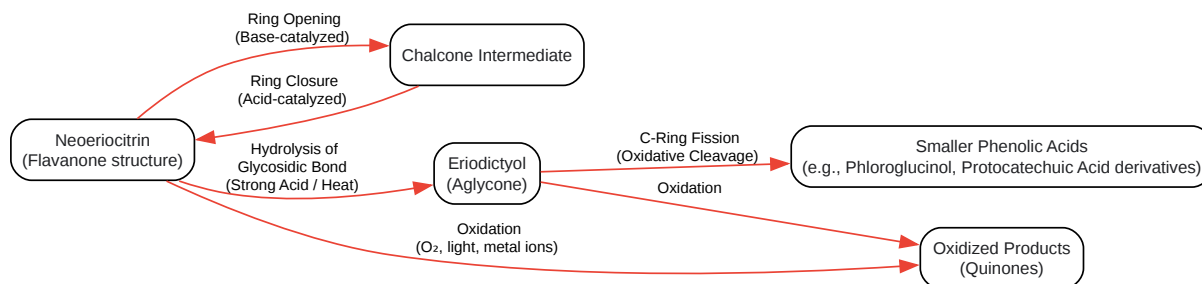 Ring Opening
(Base-catalyzed)
Chalcone Intermediate
Ring Closure
(Acid-catalyzed)
Neoeriocitrin
(Flavanone structure)
Hydrolysis of
Glycosidic Bond
(Strong Acid / Heat)
Eriodictyol
(Aglycone)
C-Ring Fission
(Oxidative Cleavage)
Smaller Phenolic Acids
(e.g., Phloroglucinol, Protocatechuic Acid derivatives)
Oxidation
Oxidation
(O₂, light, metal ions)
Oxidized Products
(Quinones)